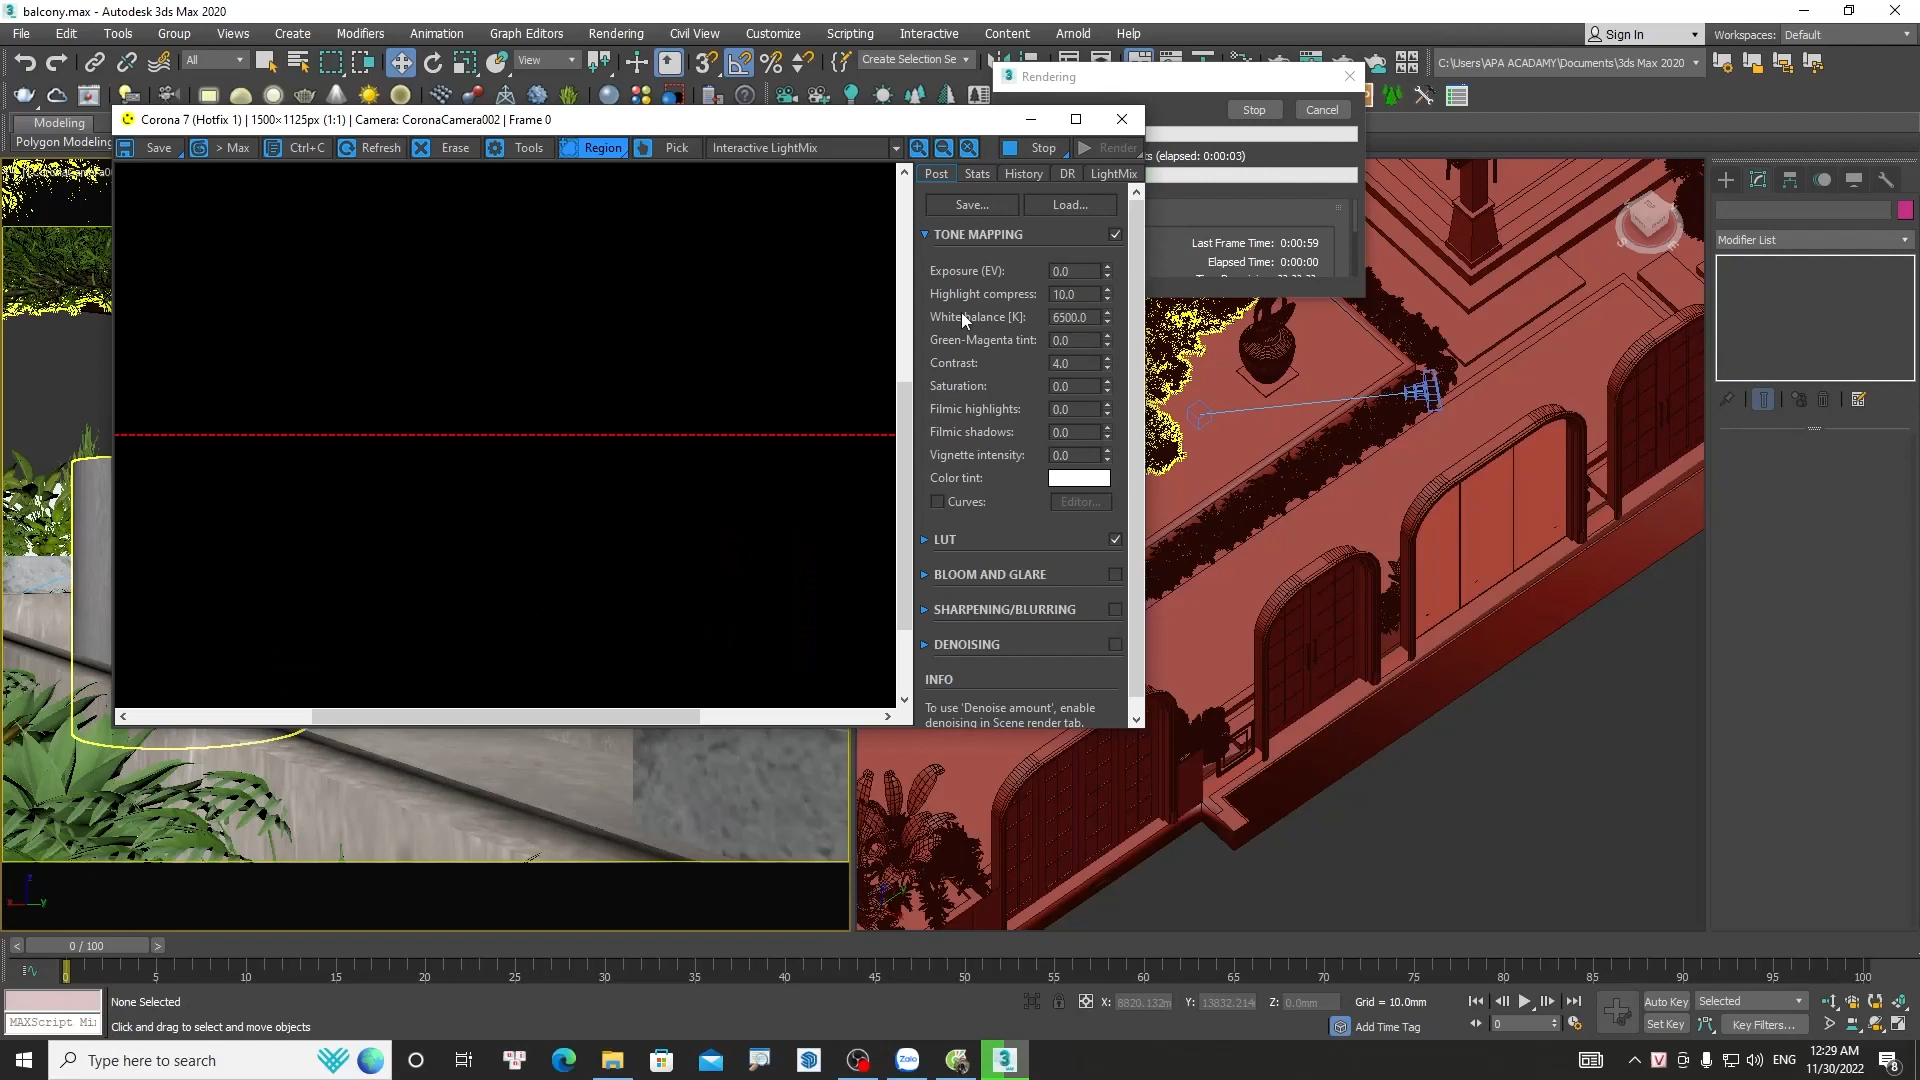 balcony.max - Autodesk 3ds Max 2020
File Edit Tools Group Views Create Modifiers Animation Graph Editors Rendering Civil View Customize Scripting Interactive Content Arnold Help
Sign In Workspaces: Default
All View Create Selection Se C:\Users\APA ACADAMY\Documents\3ds Max 2020
Rendering
Stop Cancel
Modeling
Polygon Modeling
Corona 7 (Hotfix 1) | 1500×1125px (1:1) | Camera: CoronaCamera002 | Frame 0
Save > Max Ctrl+C Refresh Erase Tools Region Pick Interactive LightMix Stop Render
(elapsed: 0:00:03)
Post Stats History DR LightMix
Save... Load...
TONE MAPPING
Exposure (EV): 0.0
Highlight compress: 10.0
White balance [K]: 6500.0
Green-Magenta tint: 0.0
Contrast: 4.0
Saturation: 0.0
Filmic highlights: 0.0
Filmic shadows: 0.0
Vignette intensity: 0.0
Color tint:
Curves: Editor...
LUT
BLOOM AND GLARE
SHARPENING/BLURRING
DENOISING
INFO
To use 'Denoise amount', enable
denoising in Scene render tab.
Last Frame Time: 0:00:59
Elapsed Time: 0:00:00
Modifier List
0 / 100
0 5 10 15 20 25 30 35 40 45 50 55 60 65 70 75 80 85 90 95 100
None Selected
X: 8820.132m Y: 13832.214 Z: 0.0mm Grid = 10.0mm
Auto Key Selected
MAXScript Mi
Click and drag to select and move objects
Add Time Tag
0
Set Key Key Filters...
Type here to search
Zalo
ENG
12:29 AM
11/30/2022
8